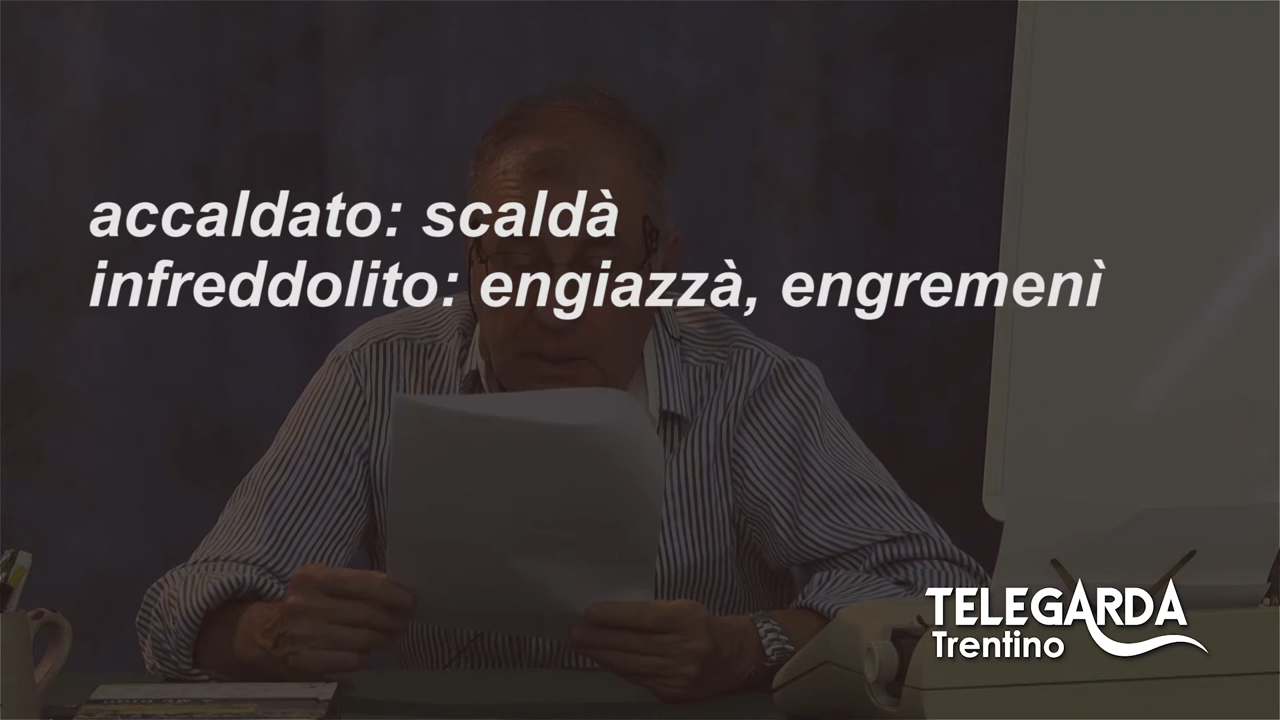 accaldato: scaldà
infreddolito: engiazzà, engremenì
TELEGARDA
Trentino